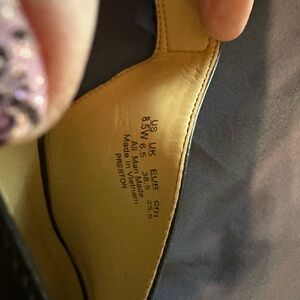 US UK EUR cm
8.5W 6.5 38.5 25.5
All Man Made
Made in Vietnam
PRESTON